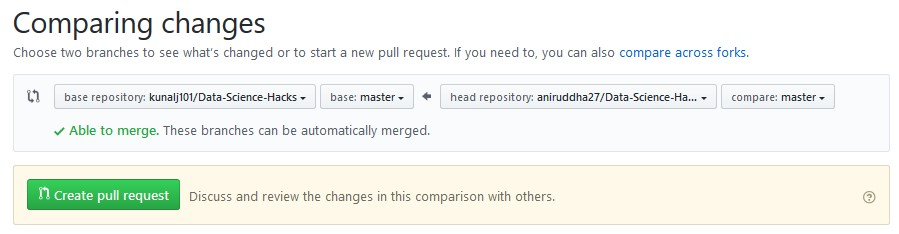 Comparing changes
Choose two branches to see what's changed or to start a new pull request. If you need to, you can also compare across forks.
base repository: kunalj101/Data-Science-Hacks base: master head repository: aniruddha27/Data-Science-Ha... compare: master
Able to merge. These branches can be automatically merged.
Create pull request Discuss and review the changes in this comparison with others.